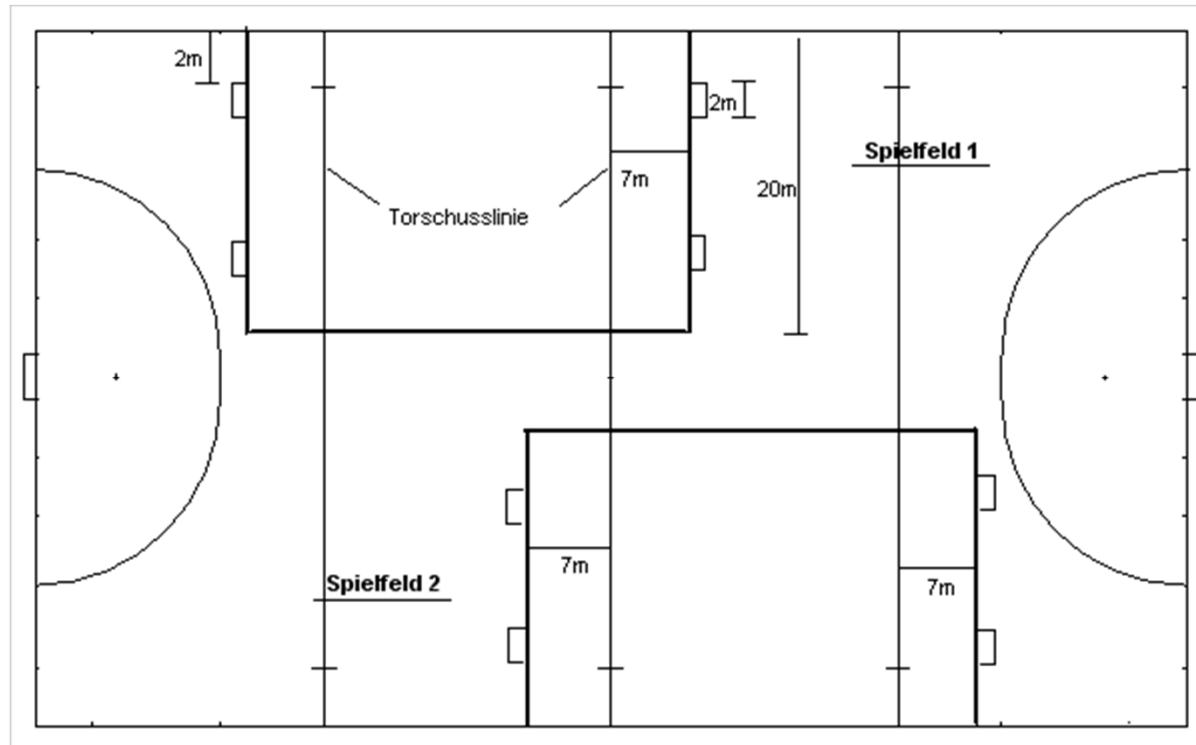 2m
2m
Spielfeld 1
7m
20m
Torschusslinie
7m
Spielfeld 2
7m